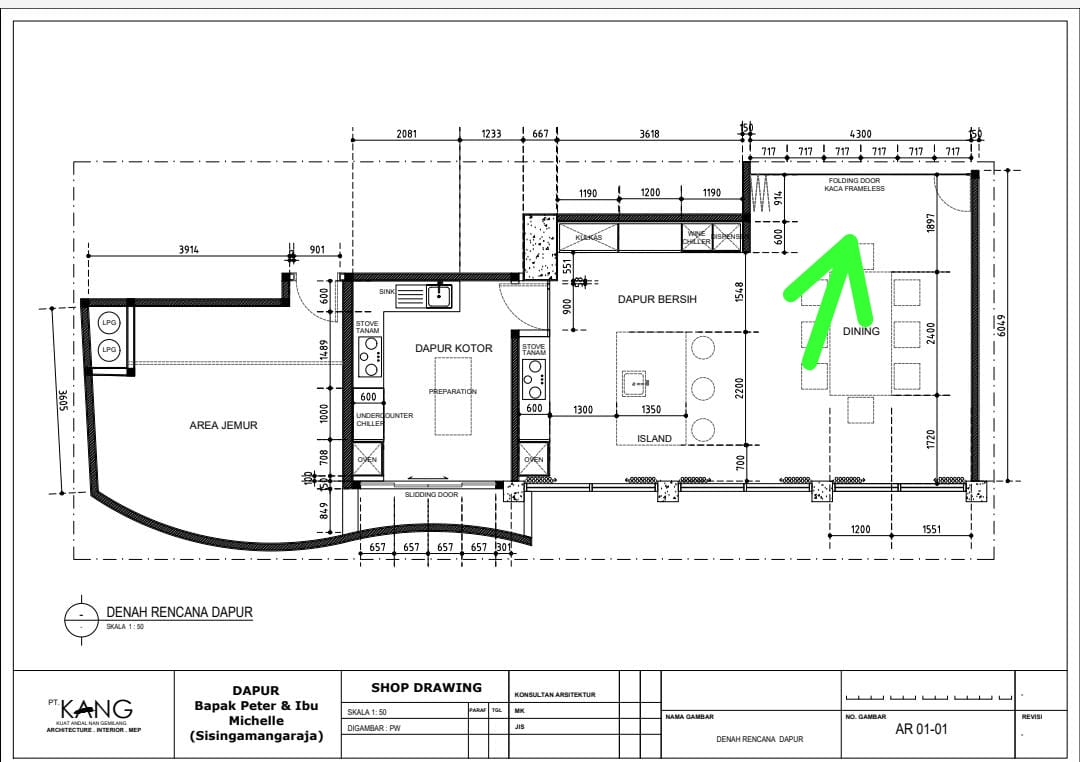 2081 1233 667 3618 150 4300 150
717 717 717 717 717 717
FOLDING DOOR
KACA FRAMELESS
1190 1200 1190
914
600
1897
KULKAS
WINE
CHILLER
DISPENSER
3914 901
551
900
600
SINK
DAPUR BERSIH
1548
LPG
LPG
STOVE
TANAM
DAPUR KOTOR
STOVE
TANAM
DINING
2400
6049
1489
3605
PREPARATION
600
600
1300 1350
2200
UNDERCOUNTER
CHILLER
1000
AREA JEMUR
ISLAND
OVEN
OVEN
708
700
1720
100
150
SLIDDING DOOR
849
657 657 657 657 301
1200 1551
DENAH RENCANA DAPUR
SKALA 1 : 50
PT.
KANG
KUAT ANDAL NAN GEMILANG
ARCHITECTURE . INTERIOR . MEP
DAPUR
Bapak Peter & Ibu
Michelle
(Sisingamangaraja)
SHOP DRAWING
SKALA 1: 50
PARAF TGL
DIGAMBAR : PW
KONSULTAN ARSITEKTUR
MK
JIS
NAMA GAMBAR
DENAH RENCANA DAPUR
NO. GAMBAR
AR 01-01
REVISI